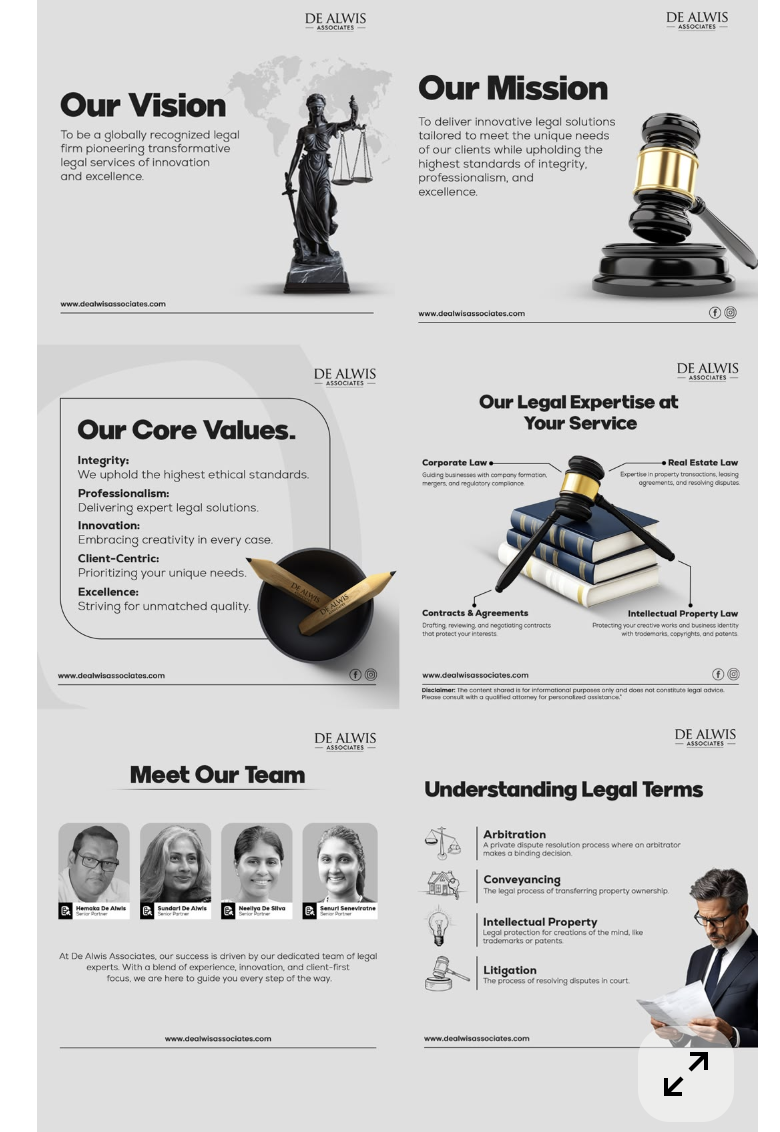 DE ALWIS
ASSOCIATES
Our Vision
To be a globally recognized legal
firm pioneering transformative
legal services of innovation
and excellence.
www.dealwisassociates.com
DE ALWIS
ASSOCIATES
Our Mission
To deliver innovative legal solutions
tailored to meet the unique needs
of our clients while upholding the
highest standards of integrity,
professionalism, and
excellence.
www.dealwisassociates.com
DE ALWIS
ASSOCIATES
Our Core Values.
Integrity:
We uphold the highest ethical standards.
Professionalism:
Delivering expert legal solutions.
Innovation:
Embracing creativity in every case.
Client-Centric:
Prioritizing your unique needs.
Excellence:
Striving for unmatched quality.
DE ALWIS
DE ALWIS
www.dealwisassociates.com
DE ALWIS
ASSOCIATES
Our Legal Expertise at
Your Service
Corporate Law
Guiding businesses with company formation,
mergers, and regulatory compliance.
Real Estate Law
Expertise in property transactions, leasing
agreements, and resolving disputes.
Contracts & Agreements
Drafting, reviewing, and negotiating contracts
that protect your interests.
Intellectual Property Law
Protecting your creative works and business identity
with trademarks, copyrights, and patents.
www.dealwisassociates.com
Disclaimer: The content shared is for informational purposes only and does not constitute legal advice.
Please consult with a qualified attorney for personalized assistance."
DE ALWIS
ASSOCIATES
Meet Our Team
Hemaka De Alwis
Senior Partner
Sundari De Alwis
Senior Partner
Neeliya De Silva
Senior Partner
Senuri Seneviratne
Senior Partner
At De Alwis Associates, our success is driven by our dedicated team of legal
experts. With a blend of experience, innovation, and client-first
focus, we are here to guide you every step of the way.
www.dealwisassociates.com
DE ALWIS
ASSOCIATES
Understanding Legal Terms
Arbitration
A private dispute resolution process where an arbitrator
makes a binding decision.
Conveyancing
The legal process of transferring property ownership.
Intellectual Property
Legal protection for creations of the mind, like
trademarks or patents.
Litigation
The process of resolving disputes in court.
www.dealwisassociates.com